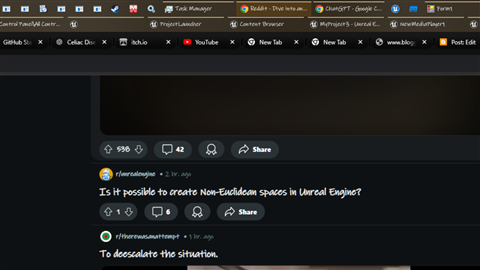 Task Manager
Reddit - Dive into an...
ChatGPT - Google C...
Form1
Control Panel\All Contr...
ProjectLauncher
Content Browser
MyProject3 - Unreal E...
NewMediaPlayer1
GitHub St
Celiac Disc
itch.io
YouTube
New Tab
New Tab
www.blog
Post: Edit
538
42
Share
r/unrealengine • 2 hr. ago
Is it possible to create Non-Euclidean spaces in Unreal Engine?
1
6
Share
r/therewasanattempt • 1 hr. ago
To deescalate the situation.